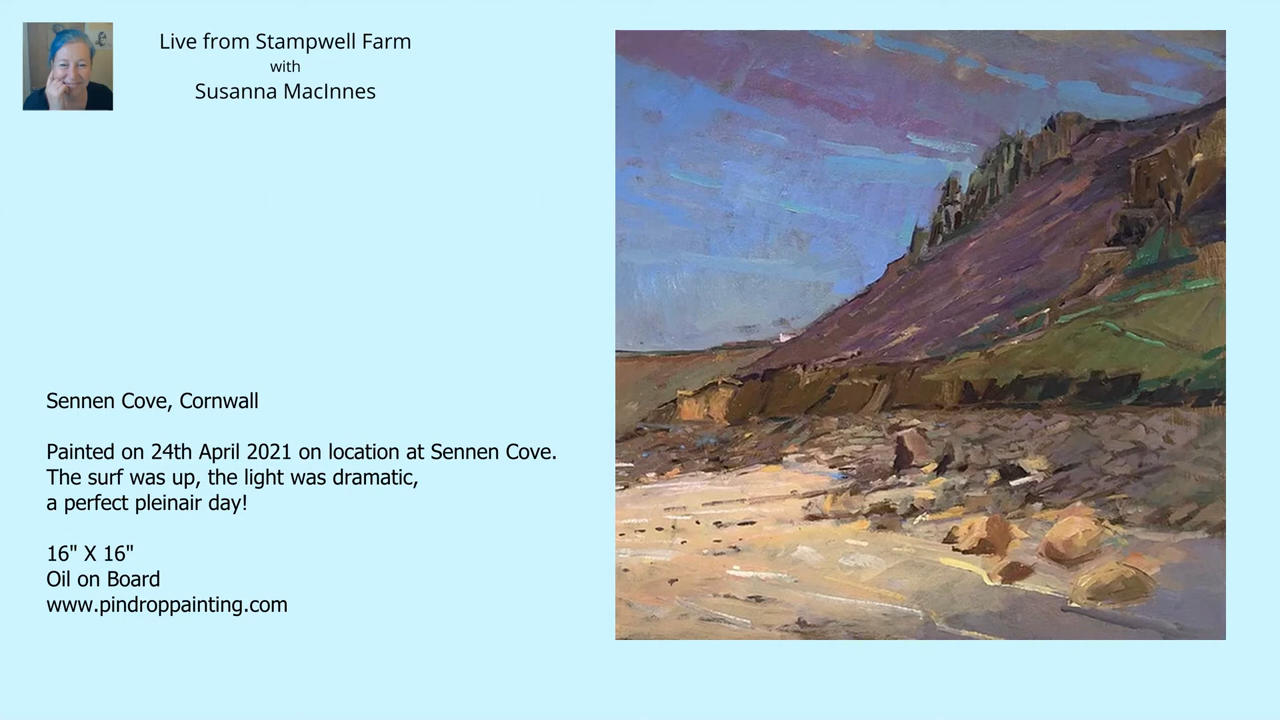 Live from Stampwell Farm
with
Susanna MacInnes
Sennen Cove, Cornwall
Painted on 24th April 2021 on location at Sennen Cove.
The surf was up, the light was dramatic,
a perfect pleinair day!
16" X 16"
Oil on Board
www.pindroppainting.com